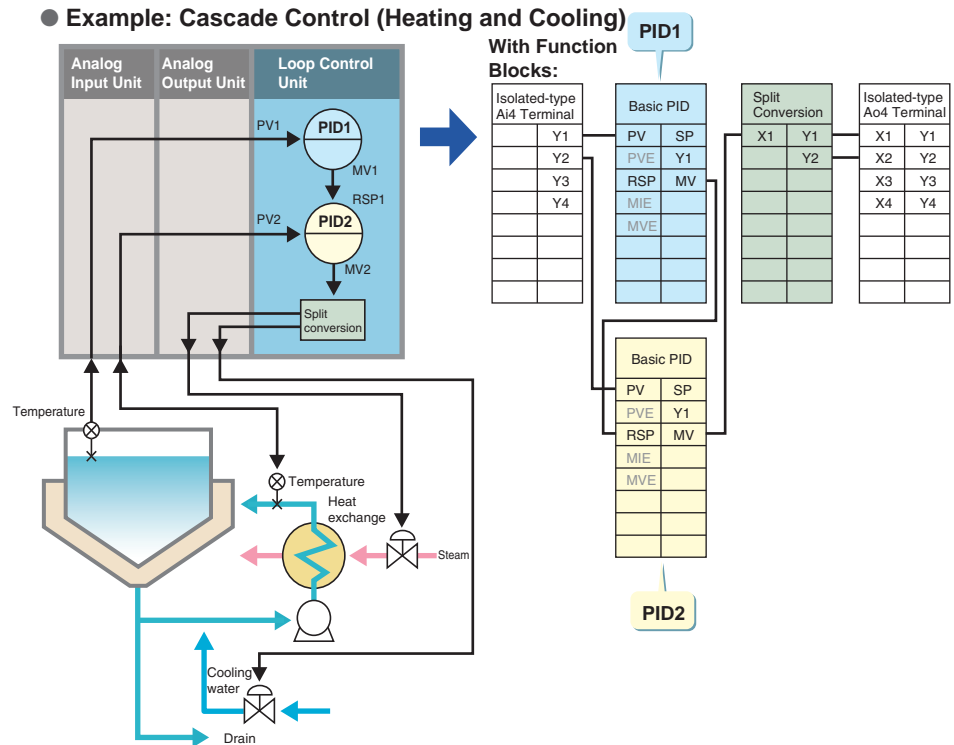 ● Example: Cascade Control (Heating and Cooling)
Analog
Input Unit
Analog
Output Unit
Loop Control
Unit
PV1
PID1
MV1
RSP1
PV2
PID2
MV2
Split
conversion
Temperature
Temperature
Heat
exchange
Steam
Cooling
water
Drain
PID1
With Function
Blocks:
Isolated-type
Ai4 Terminal
Y1
Y2
Y3
Y4
Basic PID
PV SP
PVE Y1
RSP MV
MIE
MVE
Split
Conversion
X1 Y1
Y2
Isolated-type
Ao4 Terminal
X1 Y1
X2 Y2
X3 Y3
X4 Y4
Basic PID
PV SP
PVE Y1
RSP MV
MIE
MVE
PID2